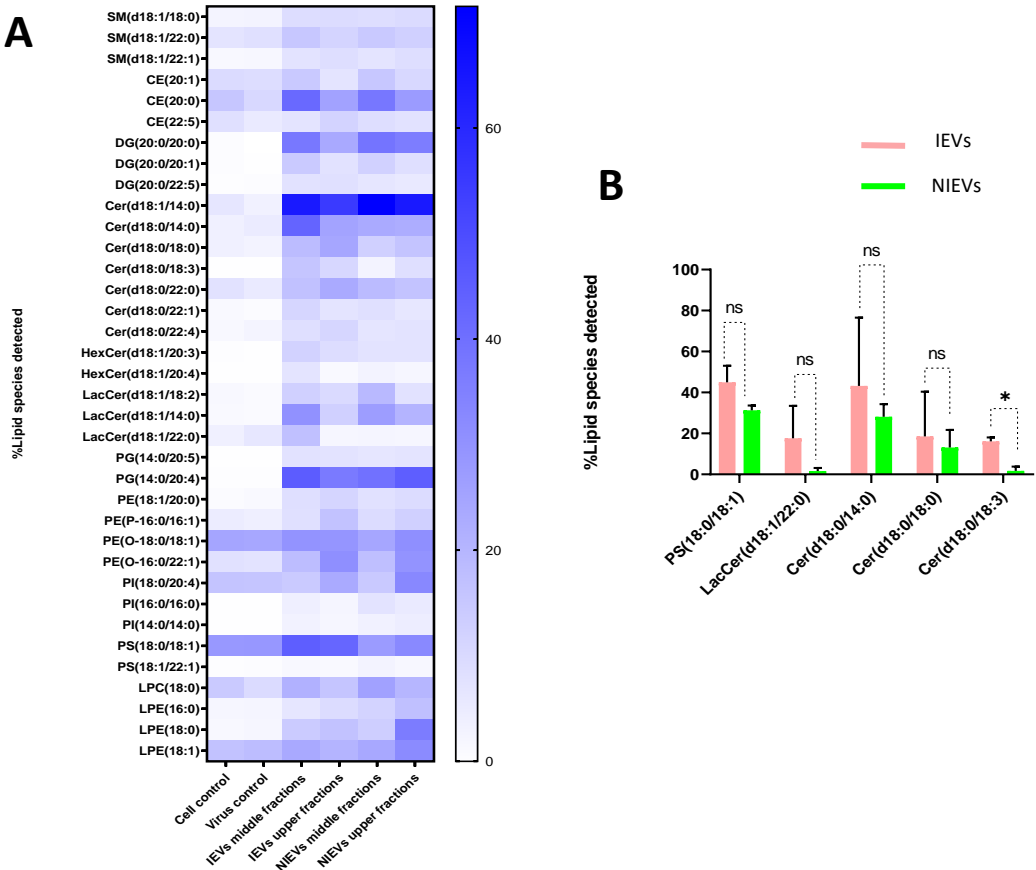 A
%Lipid species detected
SM(d18:1/18:0)
SM(d18:1/22:0)
SM(d18:1/22:1)
CE(20:1)
CE(20:0)
CE(22:5)
DG(20:0/20:0)
DG(20:0/20:1)
DG(20:0/22:5)
Cer(d18:1/14:0)
Cer(d18:0/14:0)
Cer(d18:0/18:0)
Cer(d18:0/18:3)
Cer(d18:0/22:0)
Cer(d18:0/22:1)
Cer(d18:0/22:4)
HexCer(d18:1/20:3)
HexCer(d18:1/20:4)
LacCer(d18:1/18:2)
LacCer(d18:1/14:0)
LacCer(d18:1/22:0)
PG(14:0/20:5)
PG(14:0/20:4)
PE(18:1/20:0)
PE(P-16:0/16:1)
PE(O-18:0/18:1)
PE(O-16:0/22:1)
PI(18:0/20:4)
PI(16:0/16:0)
PI(14:0/14:0)
PS(18:0/18:1)
PS(18:1/22:1)
LPC(18:0)
LPE(16:0)
LPE(18:0)
LPE(18:1)
Cell control
Virus control
IEVs middle fractions
IEVs upper fractions
NIEVs middle fractions
NIEVs upper fractions
60
40
20
0
B
IEVs
NIEVs
%Lipid species detected
100
80
60
40
20
0
ns
ns
ns
ns
*
PS(18:0/18:1)
LacCer(d18:1/22:0)
Cer(d18:0/14:0)
Cer(d18:0/18:0)
Cer(d18:0/18:3)